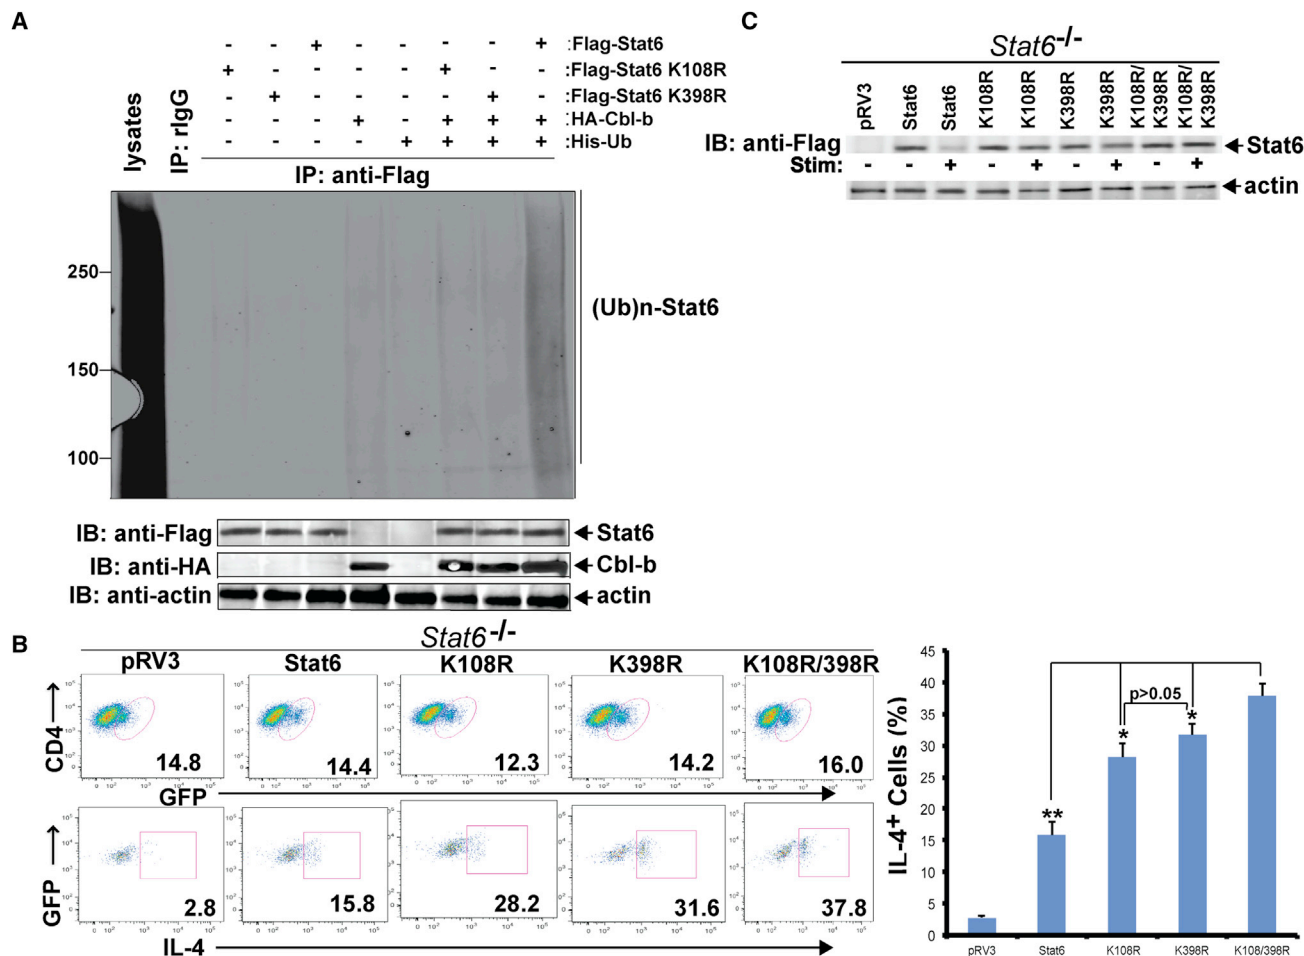 A
- - + - - - - + :Flag-Stat6
+ - - - - + - - :Flag-Stat6 K108R
- + - - - - + - :Flag-Stat6 K398R
- - - + - + + + :HA-Cbl-b
- - - - + + + + :His-Ub
lysates
IP: rIgG
IP: anti-Flag
250
150
100
(Ub)n-Stat6
IB: anti-Flag
Stat6
IB: anti-HA
Cbl-b
IB: anti-actin
actin
C
Stat6-/-
pRV3
Stat6
Stat6
K108R
K108R
K398R
K398R
K108R/
K398R
K108R/
K398R
IB: anti-Flag
Stat6
Stim: - - + - + - + - +
actin
B
Stat6-/-
pRV3 Stat6 K108R K398R K108R/398R
CD4
14.8 14.4 12.3 14.2 16.0
GFP
GFP
2.8 15.8 28.2 31.6 37.8
IL-4
IL-4+ Cells (%)
45
40
35
30
25
20
15
10
5
0
**
*
p>0.05
*
pRV3 Stat6 K108R K398R K108/398R